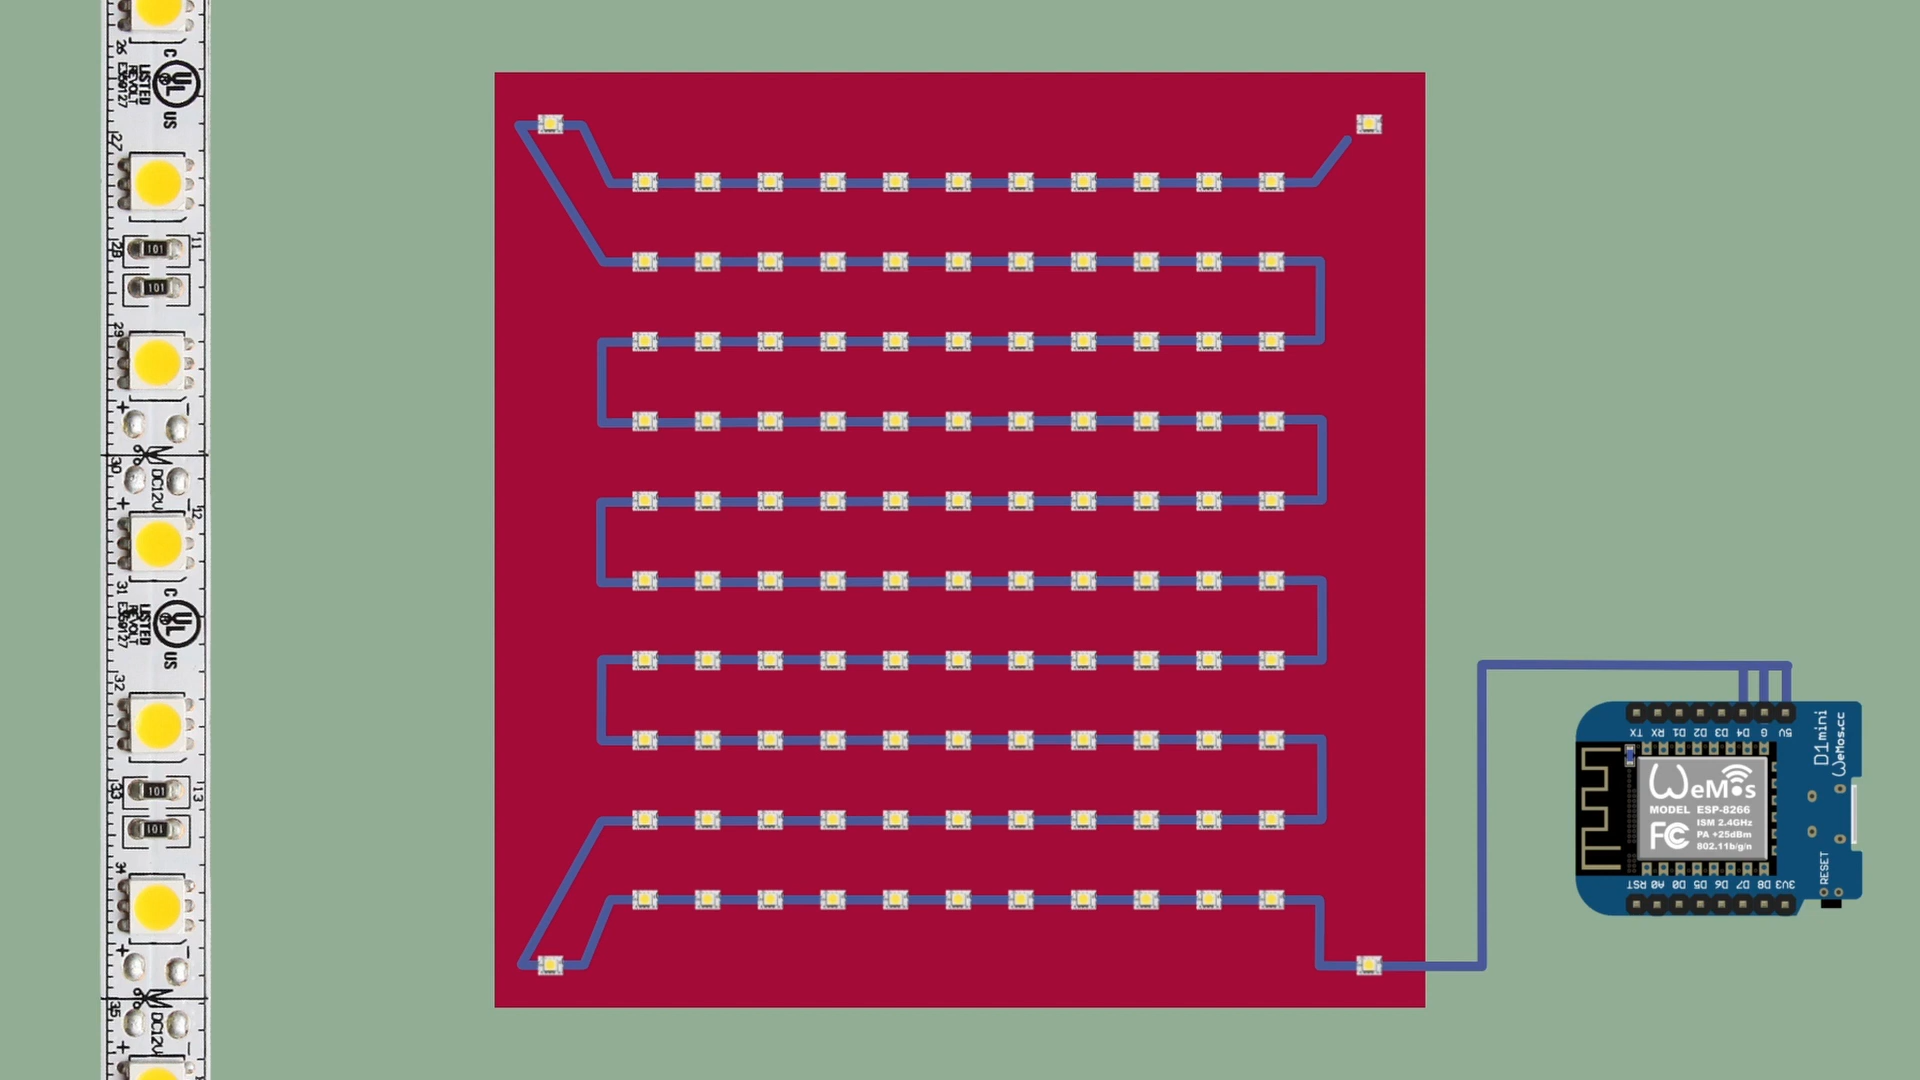 26
C
E369127
REVOLT
LISTED
UL
US
27
28
11
101
101
29
+
-
30
DC12V
+
-
12
31
C
E369127
REVOLT
LISTED
UL
US
32
33
13
101
101
34
+
-
35
DC12V
+
-
TX
RX
D1
D2
D3
D4
G
5V
D1 mini
WeMos.cc
WeMos
MODEL ESP-8266
ISM 2.4GHz
PA +25dBm
802.11b/g/n
FC
RESET
RST
A0
D0
D5
D6
D7
D8
3V3